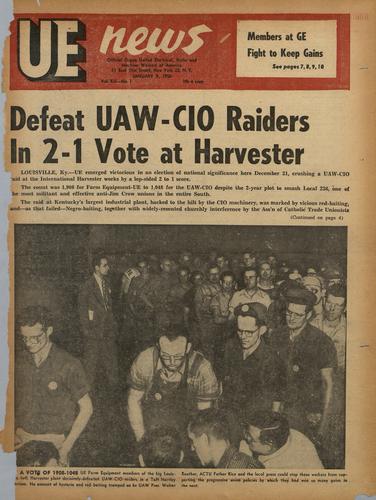 UE news
Official Organ United Electrical, Radio and
Machine Workers of America
11 East 51st Street, New York 22, N.Y.
Vol. XII—No. 1
JANUARY 2, 1950
Members at GE
Fight to Keep Gains
See pages 7, 8, 9, 10
Defeat UAW-CIO Raiders
In 2-1 Vote at Harvester
LOUISVILLE, Ky.—UE emerged victorious in an election of national significance here December 21, crushing a UAW-CIO
raid at the International Harvester works by a lop-sided 2 to 1 score.
The count was 1,908 for Farm Equipment-UE to 1,048 for the UAW-CIO despite the 2-year plot to smash Local 236, one of
the most militant and effective anti-Jim Crow unions in the entire South.
The raid at Kentucky's largest industrial plant, backed to the hilt by the CIO machinery, was marked by vicious red-baiting,
and—as that failed—Negro-baiting, together with widely-resented churchly interference by the Ass'n of Catholic Trade Unionists
(Continued on page 4)
A VOTE OF 1908-1048 UE Farm Equipment members of the big Louis-
ville Harvester plant decisively defeated UAW-CIO raiders in a Taft Hartley
election. No amount of hysteria and red-baiting trumped up by UAW Pres. Walter
Reuther, ACTU Father Rice and the local press could stop these workers from sup-
porting the progressive union policies by which they had won so many gains in
the past.